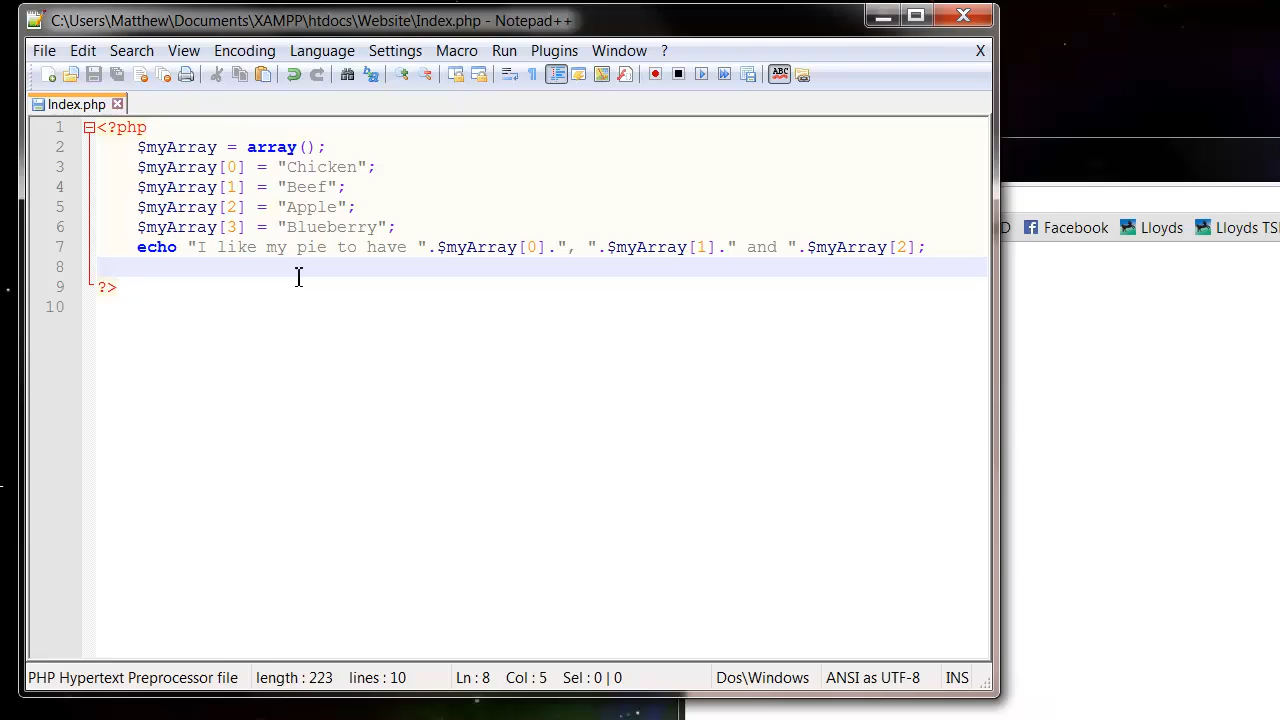 C:\Users\Matthew\Documents\XAMPP\htdocs\Website\Index.php - Notepad++
File Edit Search View Encoding Language Settings Macro Run Plugins Window ? X
ABC
Index.php
1 <?php
2 $myArray = array();
3 $myArray[0] = "Chicken";
4 $myArray[1] = "Beef";
5 $myArray[2] = "Apple";
6 $myArray[3] = "Blueberry";
7 echo "I like my pie to have ".$myArray[0].", ".$myArray[1]." and ".$myArray[2];
8
9 ?>
10
Facebook Lloyds Lloyds TS
PHP Hypertext Preprocessor file length : 223 lines : 10 Ln : 8 Col : 5 Sel : 0 | 0 Dos\Windows ANSI as UTF-8 INS